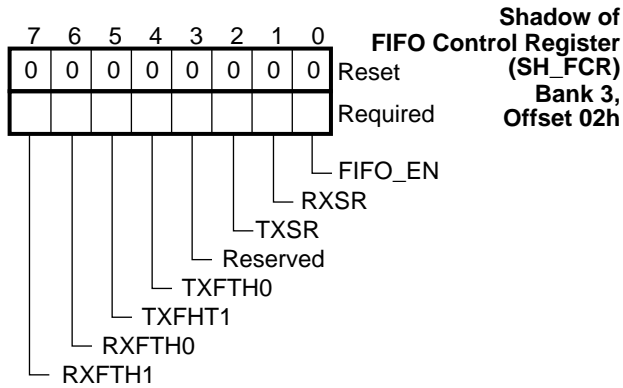 Shadow of
FIFO Control Register
(SH_FCR)
Bank 3,
Offset 02h
7 6 5 4 3 2 1 0
0 0 0 0 0 0 0 0 Reset
Required
FIFO_EN
RXSR
TXSR
Reserved
TXFTH0
TXFHT1
RXFTH0
RXFTH1